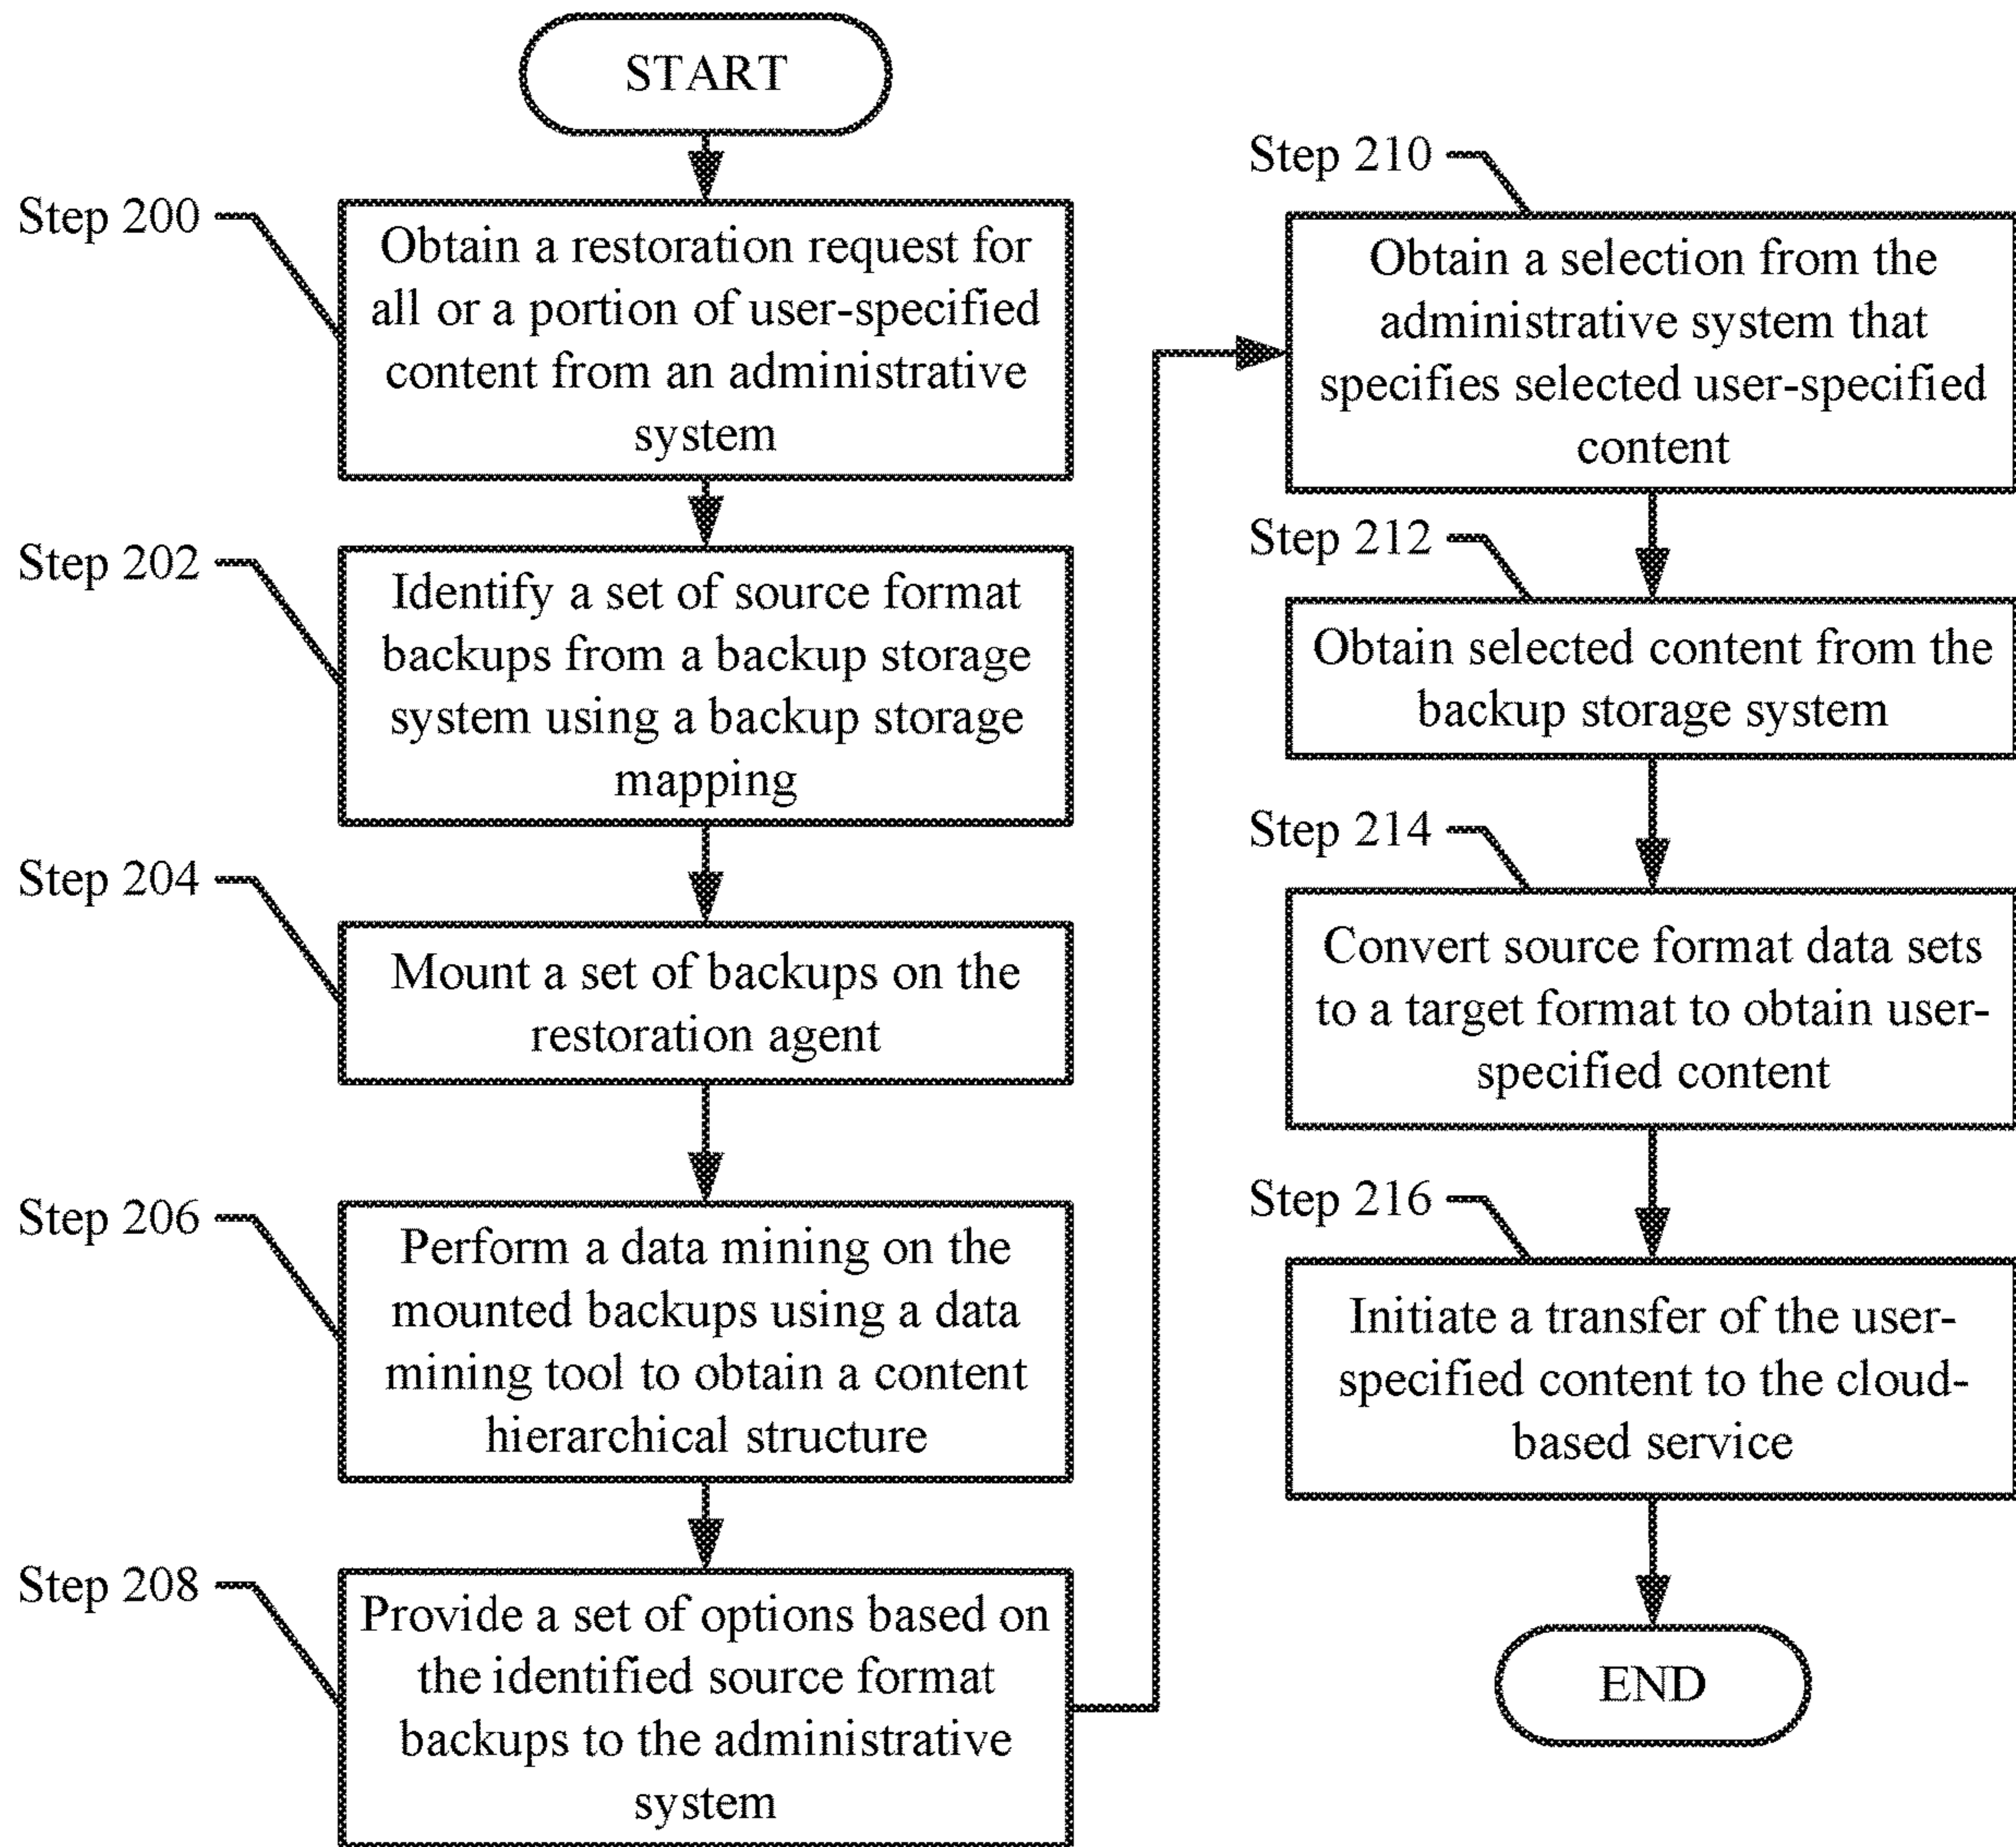 START
Step 200
Obtain a restoration request for
all or a portion of user-specified
content from an administrative
system
Step 202
Identify a set of source format
backups from a backup storage
system using a backup storage
mapping
Step 204
Mount a set of backups on the
restoration agent
Step 206
Perform a data mining on the
mounted backups using a data
mining tool to obtain a content
hierarchical structure
Step 208
Provide a set of options based on
the identified source format
backups to the administrative
system
Step 210
Obtain a selection from the
administrative system that
specifies selected user-specified
content
Step 212
Obtain selected content from the
backup storage system
Step 214
Convert source format data sets
to a target format to obtain user-
specified content
Step 216
Initiate a transfer of the user-
specified content to the cloud-
based service
END